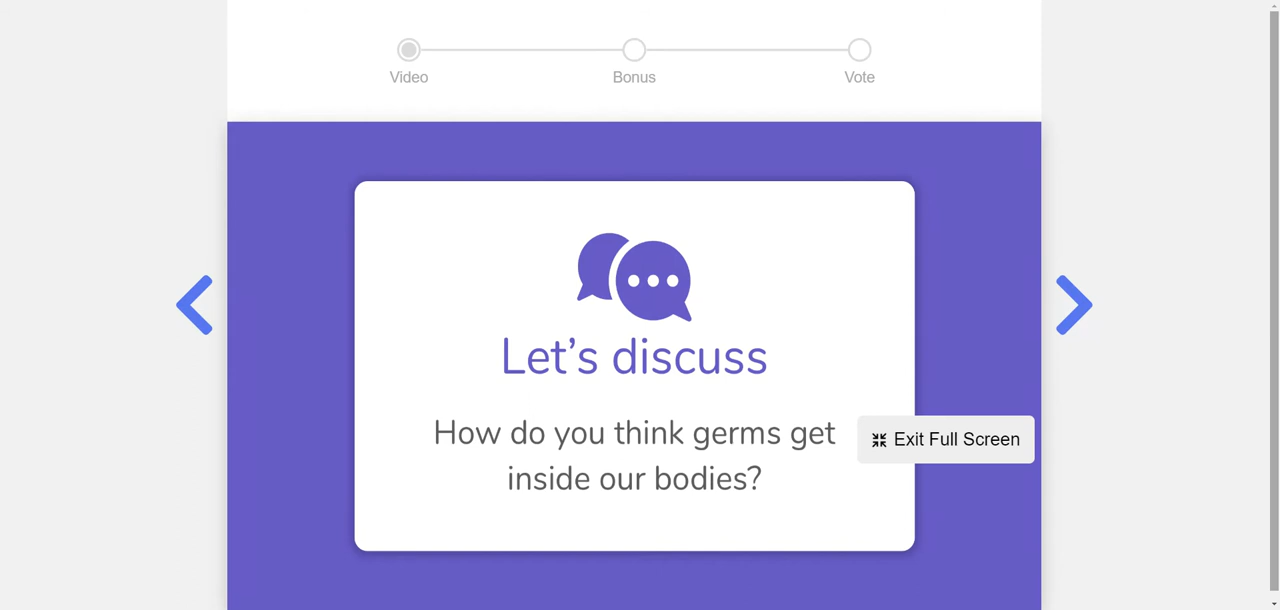 Video
Bonus
Vote
Let’s discuss
How do you think germs get
inside our bodies?
Exit Full Screen